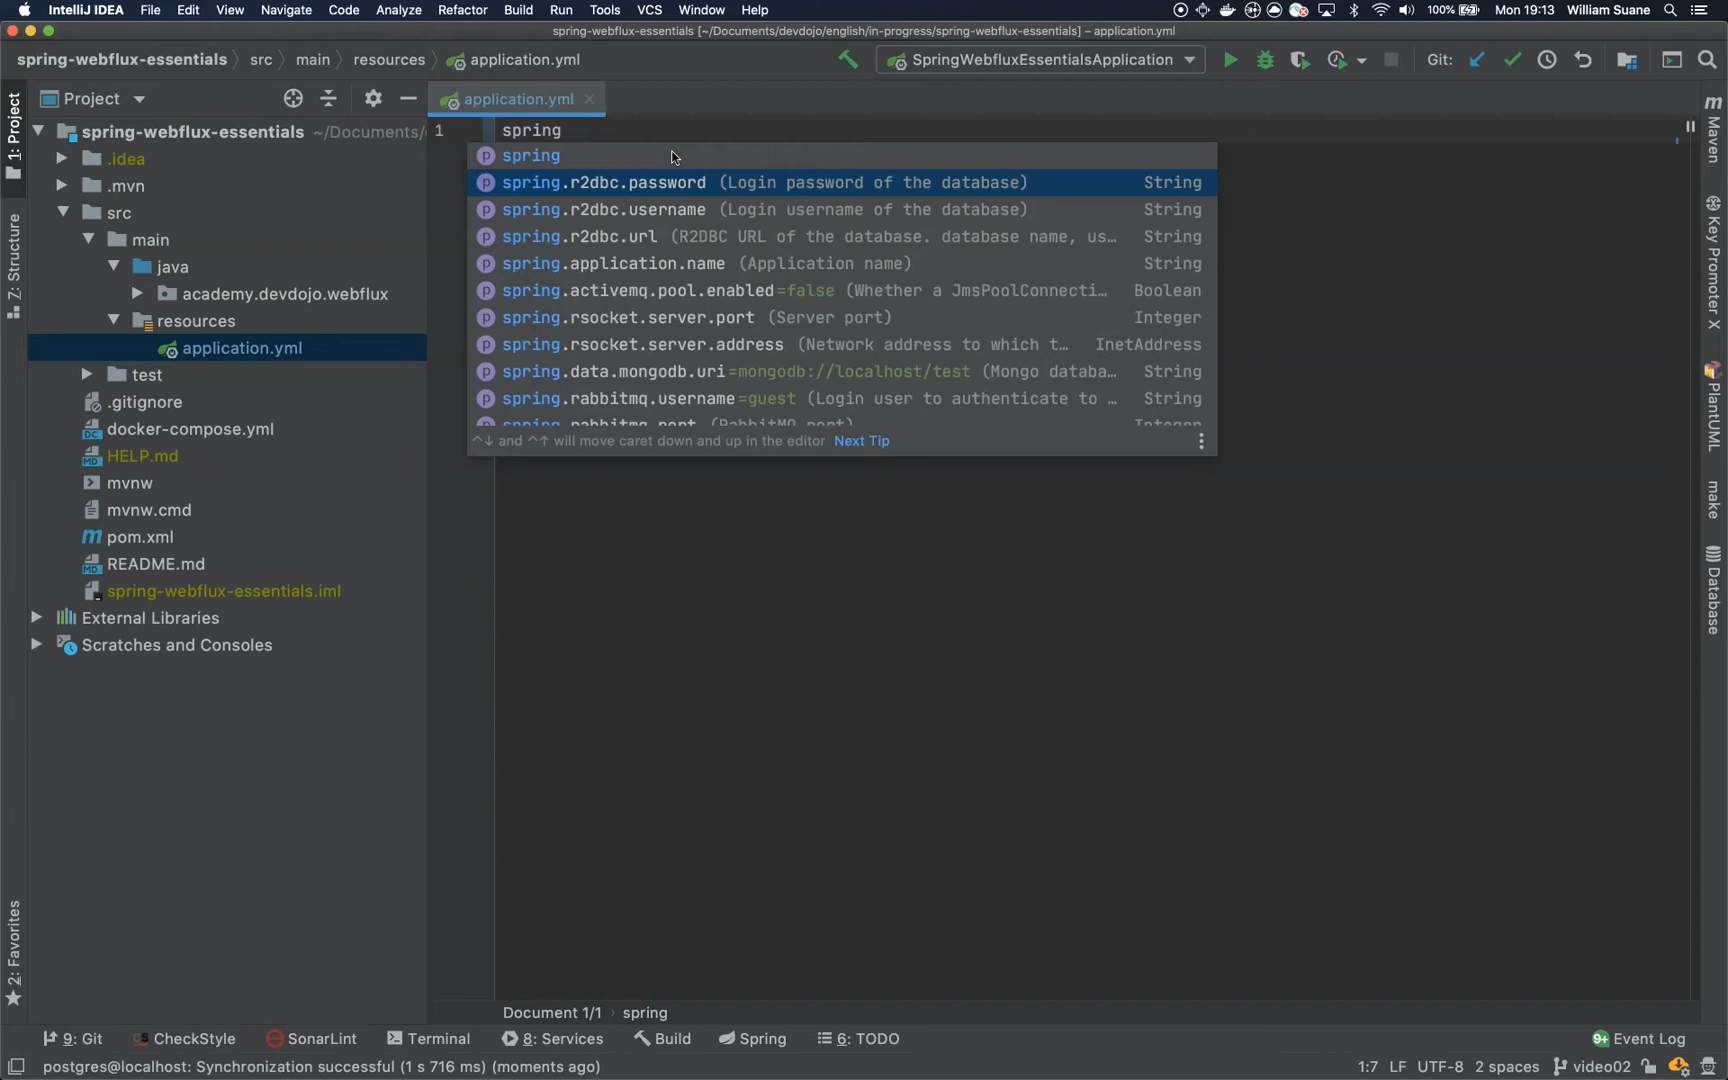 IntelliJ IDEA File Edit View Navigate Code Analyze Refactor Build Run Tools VCS Window Help 100% Mon 19:13 William Suane
spring-webflux-essentials [~/Documents/devdojo/english/in-progress/spring-webflux-essentials] – application.yml
spring-webflux-essentials src main resources application.yml SpringWebfluxEssentialsApplication Git:
1: Project
Z: Structure
2: Favorites
Project
spring-webflux-essentials ~/Documents/
.idea
.mvn
src
main
java
academy.devdojo.webflux
resources
application.yml
test
.gitignore
docker-compose.yml
HELP.md
mvnw
mvnw.cmd
pom.xml
README.md
spring-webflux-essentials.iml
External Libraries
Scratches and Consoles
application.yml
1 spring
spring
spring.r2dbc.password (Login password of the database) String
spring.r2dbc.username (Login username of the database) String
spring.r2dbc.url (R2DBC URL of the database. database name, us… String
spring.application.name (Application name) String
spring.activemq.pool.enabled=false (Whether a JmsPoolConnecti… Boolean
spring.rsocket.server.port (Server port) Integer
spring.rsocket.server.address (Network address to which t… InetAddress
spring.data.mongodb.uri=mongodb://localhost/test (Mongo databa… String
spring.rabbitmq.username=guest (Login user to authenticate to … String
spring.rabbitmq.port (RabbitMQ port) Integer
^↓ and ^↑ will move caret down and up in the editor Next Tip
Maven
Key Promoter X
PlantUML
make
Database
Document 1/1 spring
9: Git CheckStyle SonarLint Terminal 8: Services Build Spring 6: TODO 9+ Event Log
postgres@localhost: Synchronization successful (1 s 716 ms) (moments ago) 1:7 LF UTF-8 2 spaces video02